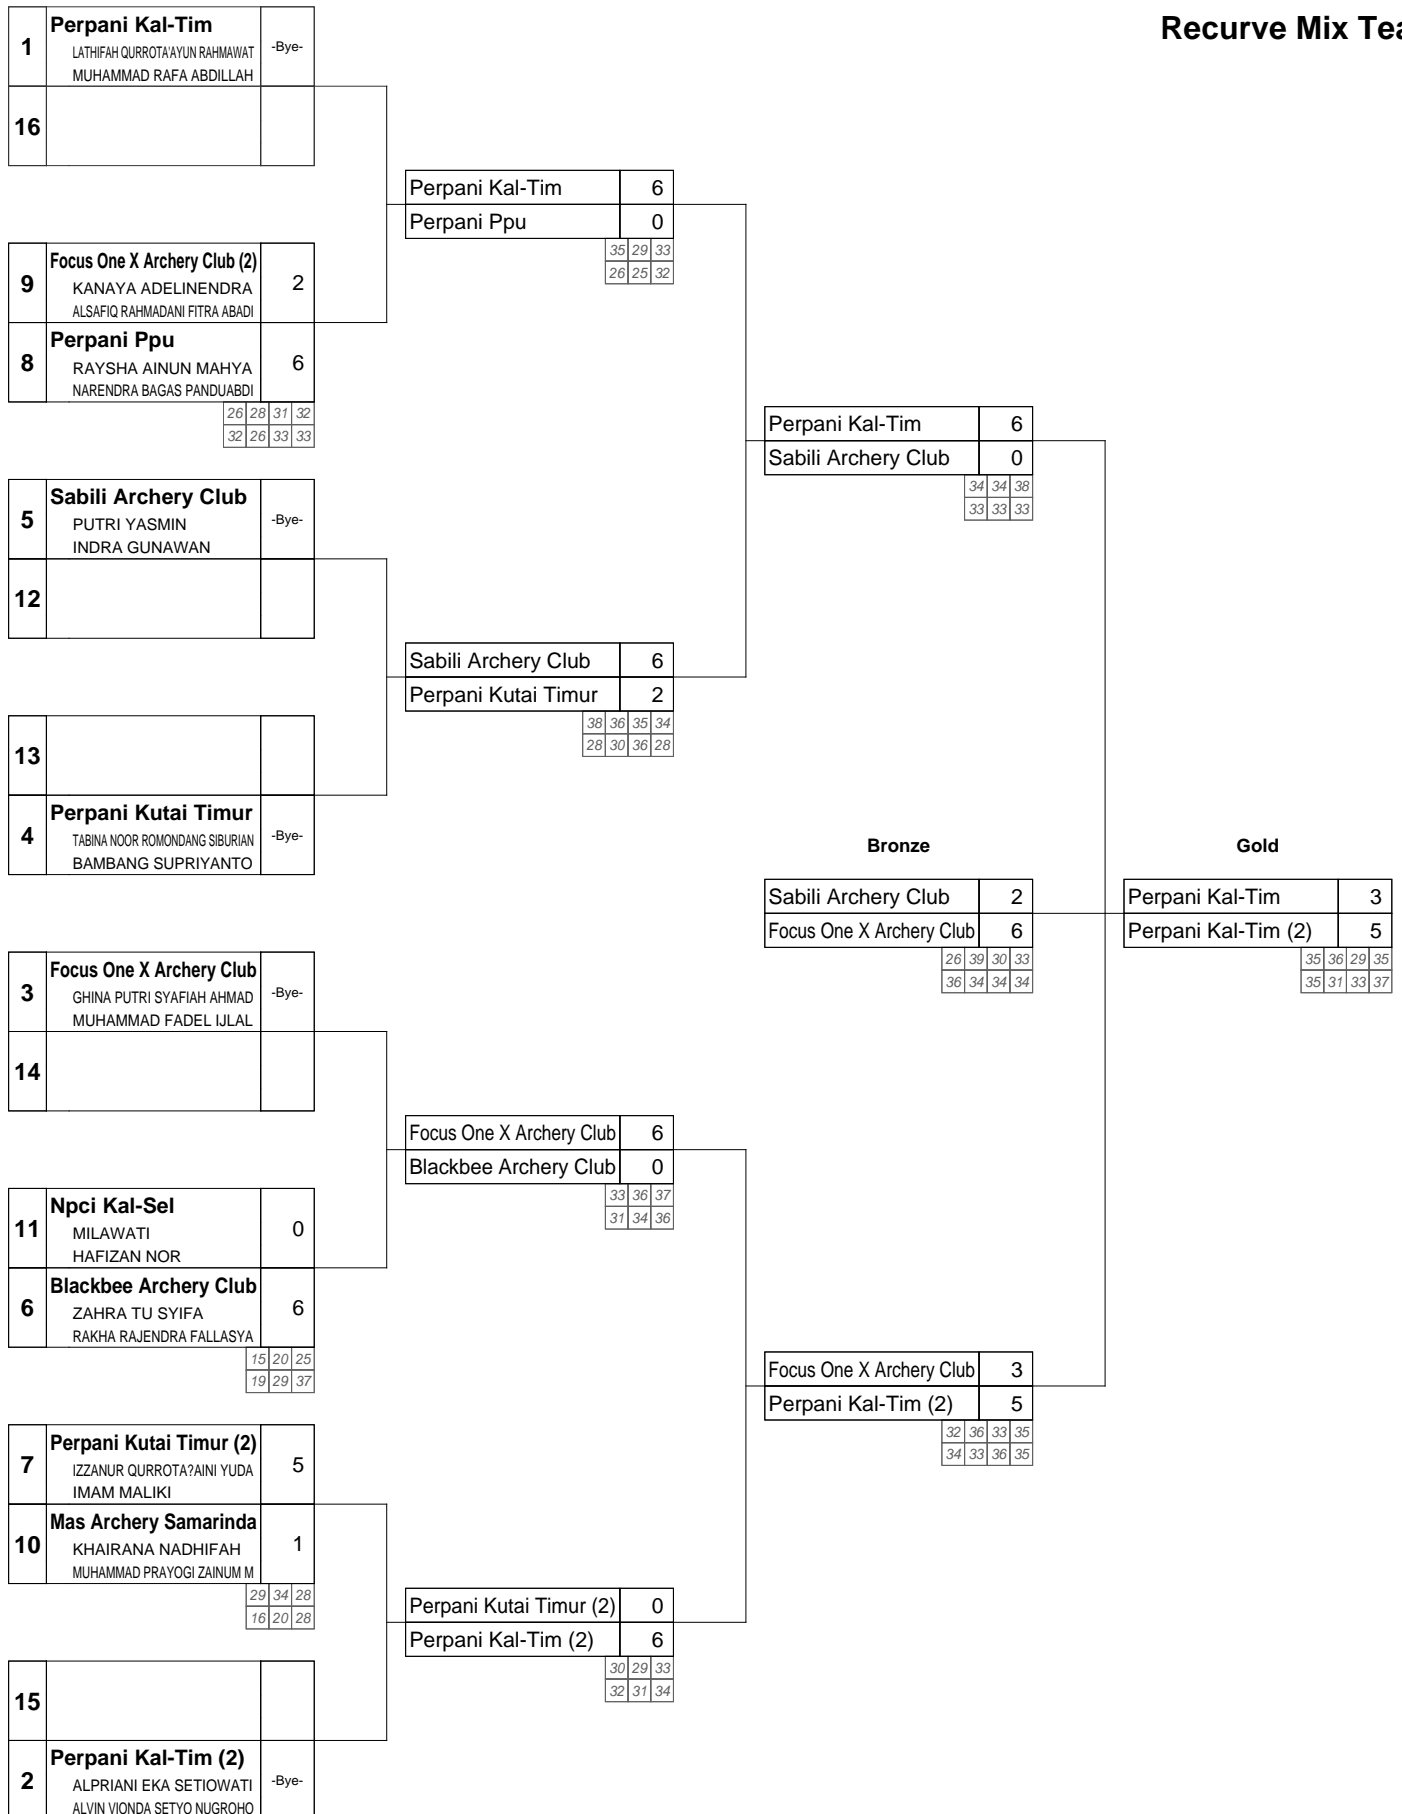 Recurve Mix Tea
1 Perpani Kal-Tim -Bye-
LATHIFAH QURROTA'AYUN RAHMAWAT
MUHAMMAD RAFA ABDILLAH
16
Perpani Kal-Tim 6
Perpani Ppu 0
35 29 33
26 25 32
9 Focus One X Archery Club (2) 2
KANAYA ADELINENDRA
ALSAFIQ RAHMADANI FITRA ABADI
8 Perpani Ppu 6
RAYSHA AINUN MAHYA
NARENDRA BAGAS PANDUABDI
26 28 31 32
32 26 33 33
Perpani Kal-Tim 6
Sabili Archery Club 0
34 34 38
33 33 33
5 Sabili Archery Club -Bye-
PUTRI YASMIN
INDRA GUNAWAN
12
Sabili Archery Club 6
Perpani Kutai Timur 2
38 36 35 34
28 30 36 28
13
4 Perpani Kutai Timur -Bye-
TABINA NOOR ROMONDANG SIBURIAN
BAMBANG SUPRIYANTO
Bronze
Sabili Archery Club 2
Focus One X Archery Club 6
26 39 30 33
36 34 34 34
Gold
Perpani Kal-Tim 3
Perpani Kal-Tim (2) 5
35 36 29 35
35 31 33 37
3 Focus One X Archery Club -Bye-
GHINA PUTRI SYAFIAH AHMAD
MUHAMMAD FADEL IJLAL
14
Focus One X Archery Club 6
Blackbee Archery Club 0
33 36 37
31 34 36
11 Npci Kal-Sel 0
MILAWATI
HAFIZAN NOR
6 Blackbee Archery Club 6
ZAHRA TU SYIFA
RAKHA RAJENDRA FALLASYA
15 20 25
19 29 37
Focus One X Archery Club 3
Perpani Kal-Tim (2) 5
32 36 33 35
34 33 36 35
7 Perpani Kutai Timur (2) 5
IZZANUR QURROTA?AINI YUDA
IMAM MALIKI
10 Mas Archery Samarinda 1
KHAIRANA NADHIFAH
MUHAMMAD PRAYOGI ZAINUM M
29 34 28
16 20 28
Perpani Kutai Timur (2) 0
Perpani Kal-Tim (2) 6
30 29 33
32 31 34
15
2 Perpani Kal-Tim (2) -Bye-
ALPRIANI EKA SETIOWATI
ALVIN VIONDA SETYO NUGROHO